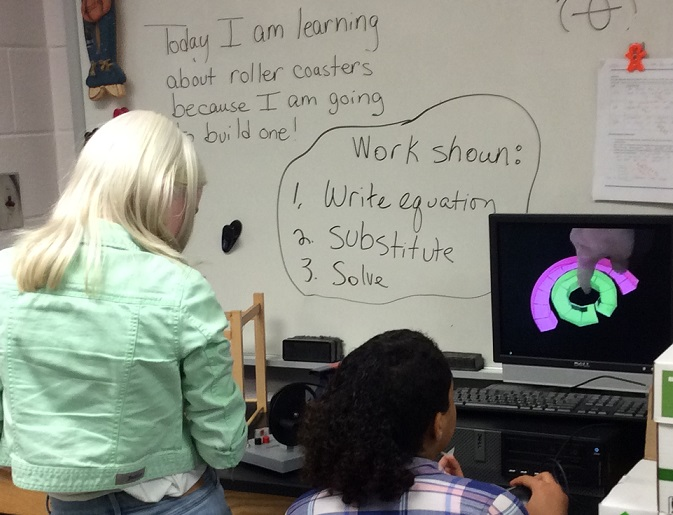 Today I am learning
about roller coasters
because I am going
build one!
Work shown:
1. Write equation
2. Substitute
3. Solve
DELL